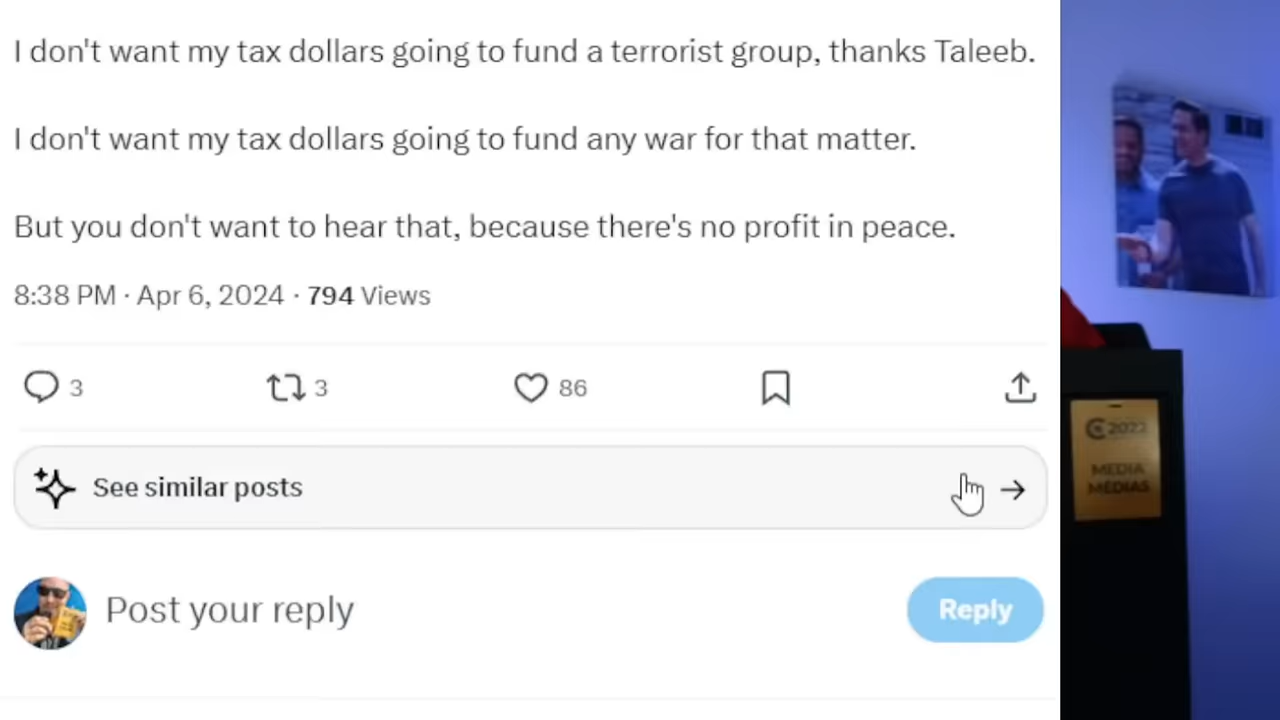 I don't want my tax dollars going to fund a terrorist group, thanks Taleeb.
I don't want my tax dollars going to fund any war for that matter.
But you don't want to hear that, because there's no profit in peace.
8:38 PM · Apr 6, 2024 · 794 Views
3
3
86
See similar posts
Post your reply
Reply
2022
MEDIA
MÉDIAS